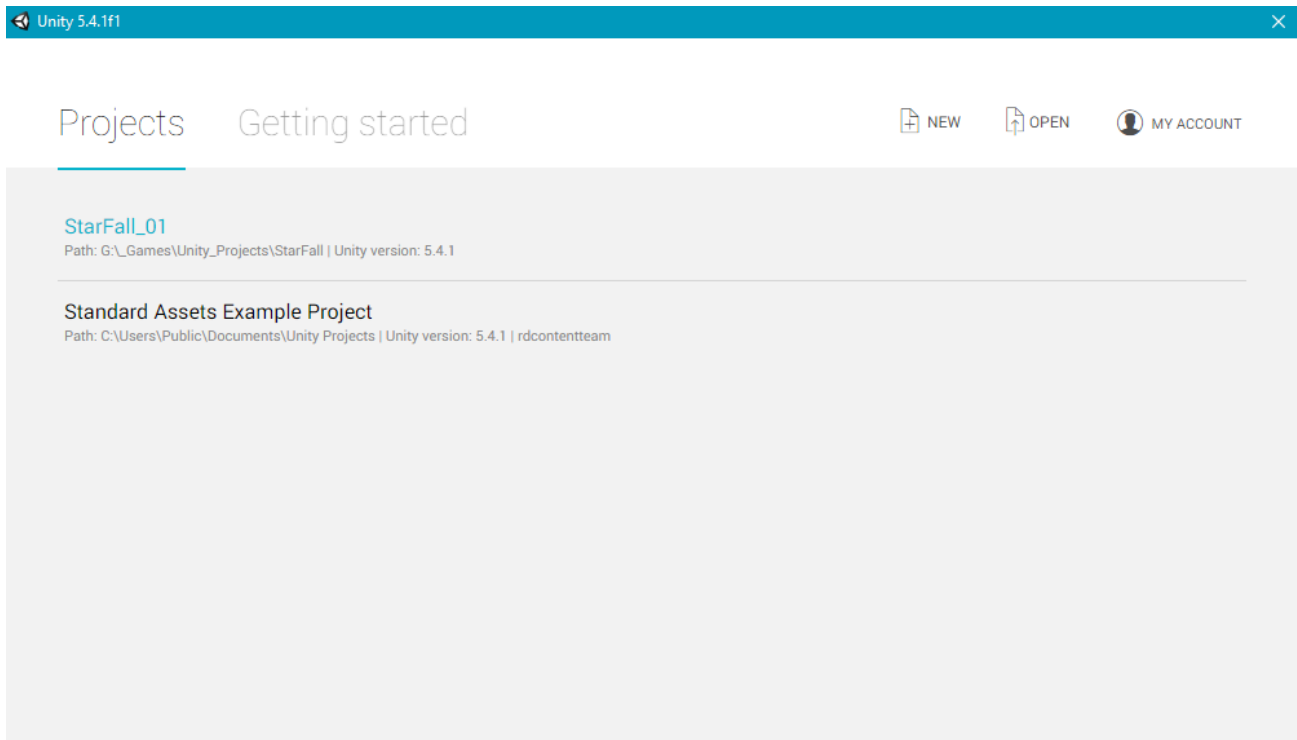 Unity 5.4.1f1
Projects Getting started NEW OPEN MY ACCOUNT
StarFall_01
Path: G:\_Games\Unity_Projects\StarFall | Unity version: 5.4.1
Standard Assets Example Project
Path: C:\Users\Public\Documents\Unity Projects | Unity version: 5.4.1 | rdcontentteam